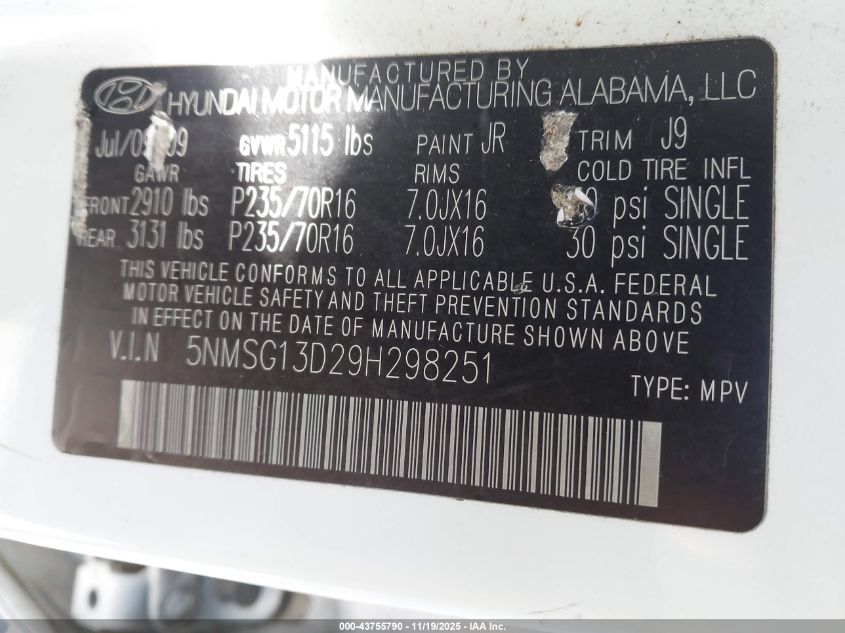 MANUFACTURED BY
HYUNDAI MOTOR MANUFACTURING ALABAMA, LLC
GVWR 5115 lbs PAINT JR TRIM J9
GAWR TIRES RIMS COLD TIRE INFL
FRONT 2910 lbs P235/70R16 7.0JX16 psi SINGLE
REAR 3131 lbs P235/70R16 7.0JX16 30 psi SINGLE
THIS VEHICLE CONFORMS TO ALL APPLICABLE U.S.A. FEDERAL
MOTOR VEHICLE SAFETY AND THEFT PREVENTION STANDARDS
IN EFFECT ON THE DATE OF MANUFACTURE SHOWN ABOVE
V.I.N 5NMSG13D29H298251
TYPE: MPV
000-43755790 - 11/19/2025 - IAA Inc.